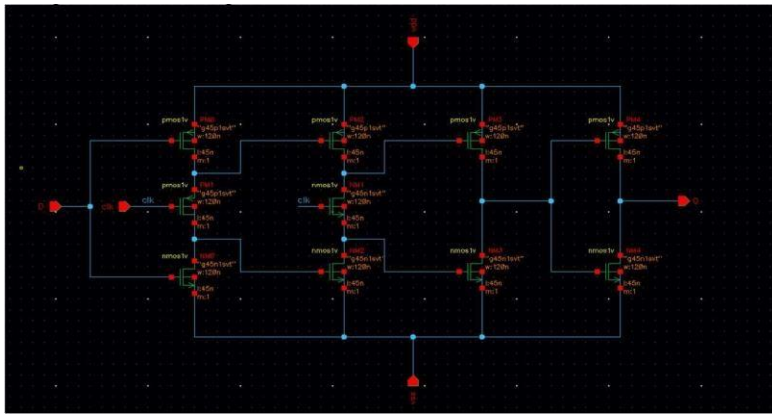 vdd
pmos1v PM0
"g45p1svt"
w:120n
l:45n
m:1
pmos1v PM2
"g45p1svt"
w:120n
l:45n
m:1
pmos1v PM3
"g45p1svt"
w:120n
l:45n
m:1
pmos1v PM4
"g45p1svt"
w:120n
l:45n
m:1
D
clk
clk
pmos1v PM1
"g45p1svt"
w:120n
l:45n
m:1
clk
nmos1v NM1
"g45n1svt"
w:120n
l:45n
m:1
nmos1v
"g45n1svt"
w:120n
l:45n
m:1
nmos1v NM2
"g45n1svt"
w:120n
l:45n
m:1
nmos1v NM3
"g45n1svt"
w:120n
l:45n
m:1
nmos1v NM4
"g45n1svt"
w:120n
l:45n
m:1